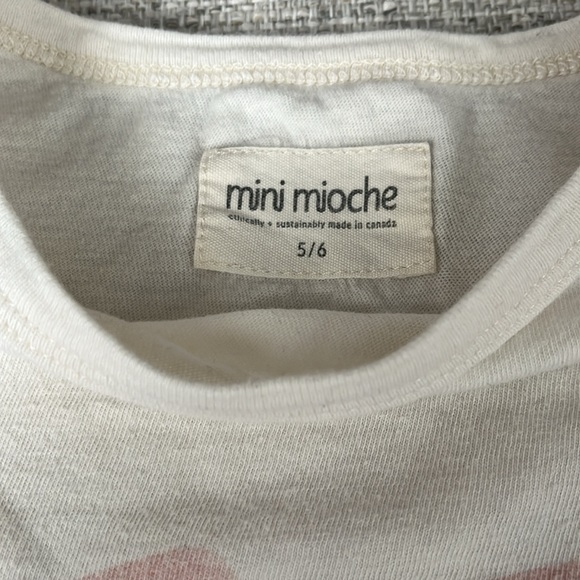 mini mioche
ethically + sustainably made in canada
5/6